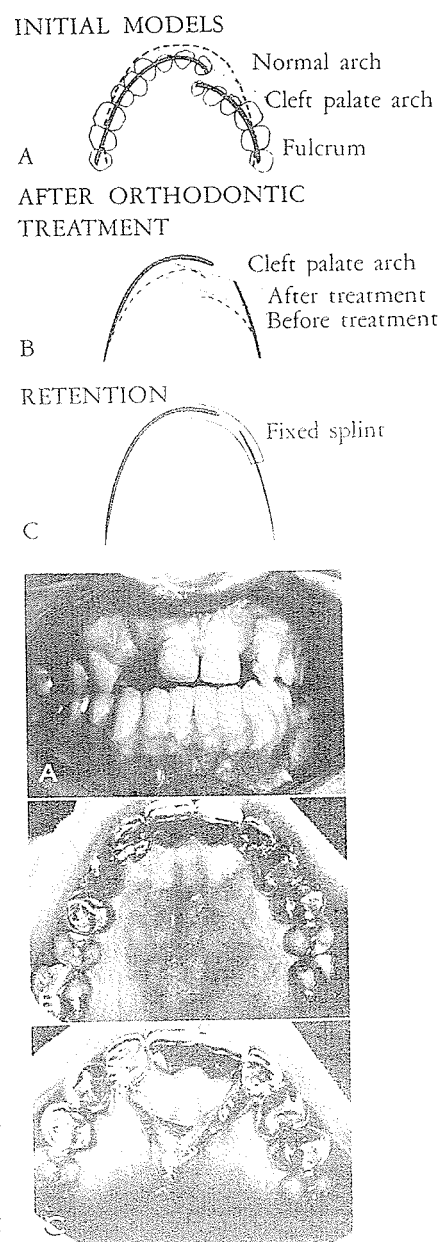 INITIAL MODELS
Normal arch
Cleft palate arch
Fulcrum
A
AFTER ORTHODONTIC
TREATMENT
Cleft palate arch
After treatment
Before treatment
B
RETENTION
Fixed splint
C
A
C